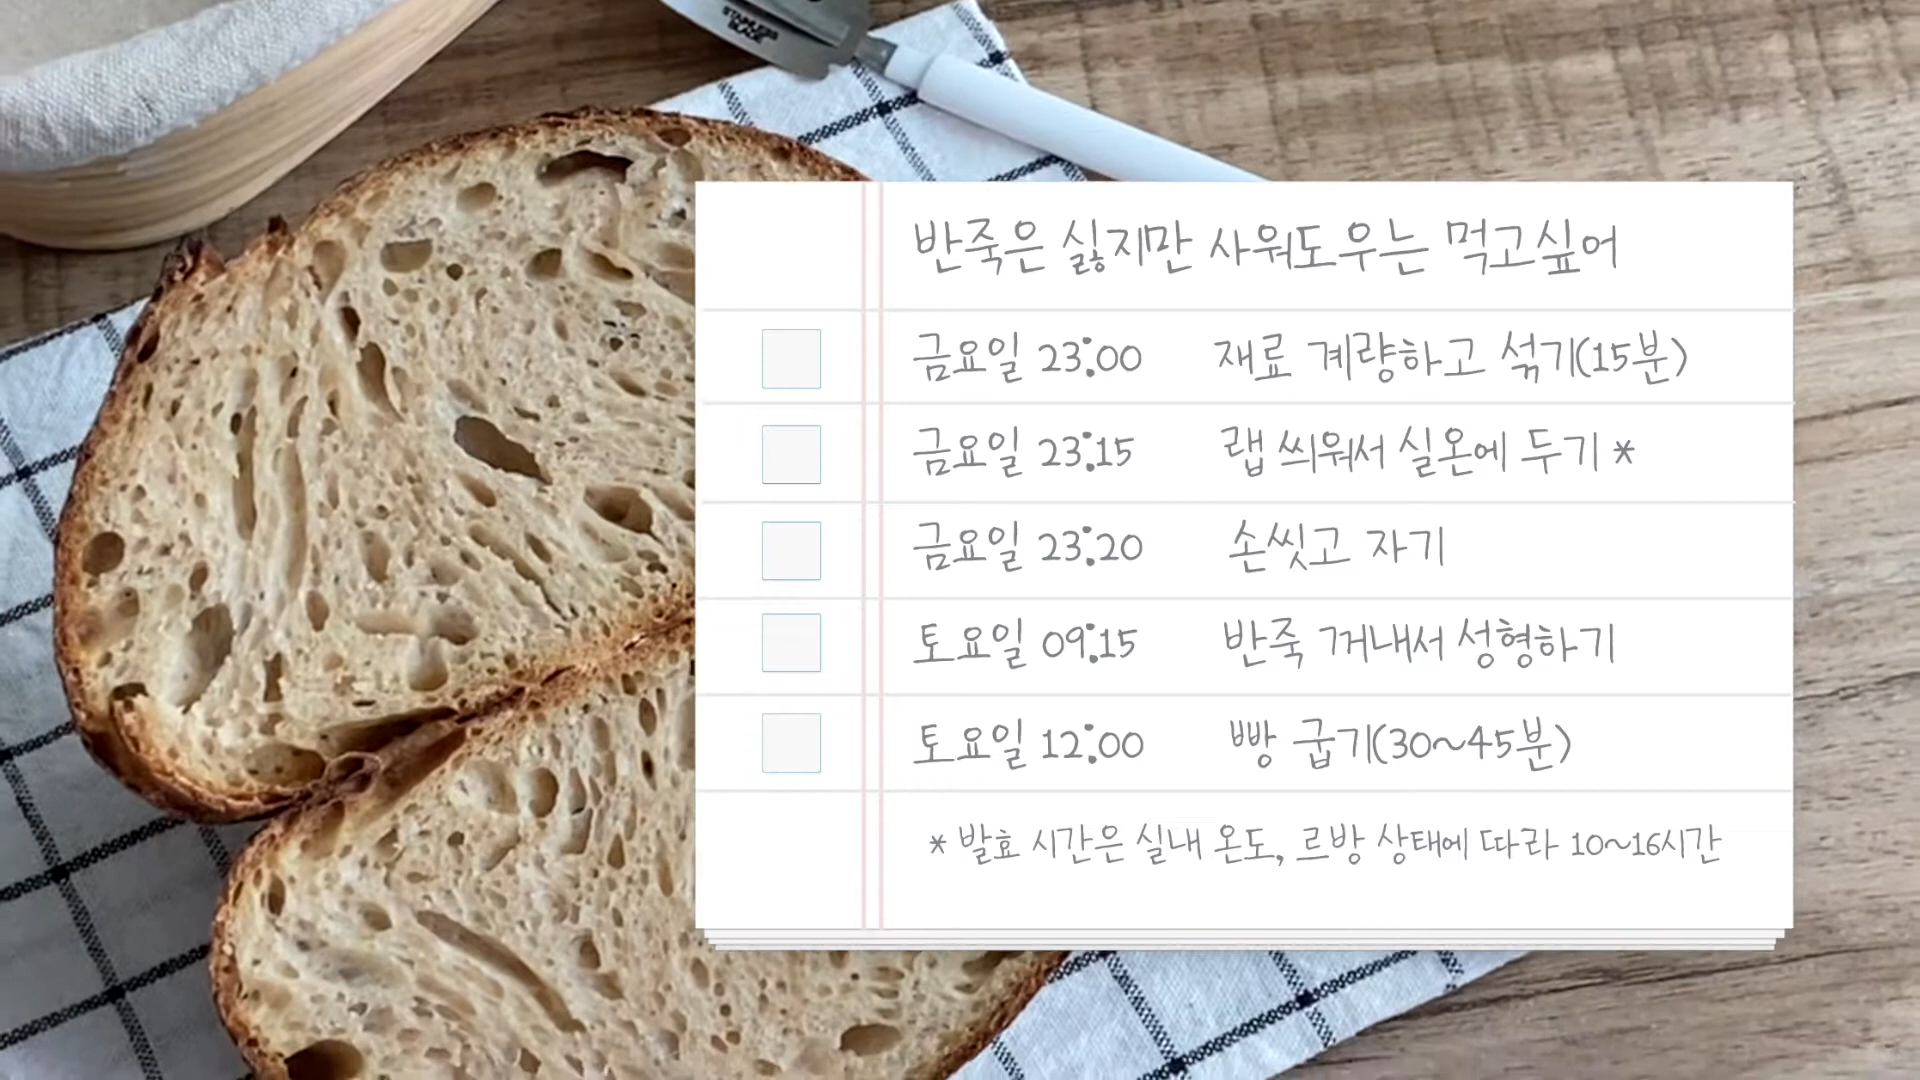 STAINLESS
BLADE
반죽은 싫지만 사워도우는 먹고싶어
금요일 23:00 재료 계량하고 섞기(15분)
금요일 23:15 랩 씌워서 실온에 두기 *
금요일 23:20 손씻고 자기
토요일 09:15 반죽 꺼내서 성형하기
토요일 12:00 빵 굽기(30~45분)
* 발효 시간은 실내 온도, 르방 상태에 따라 10~16시간